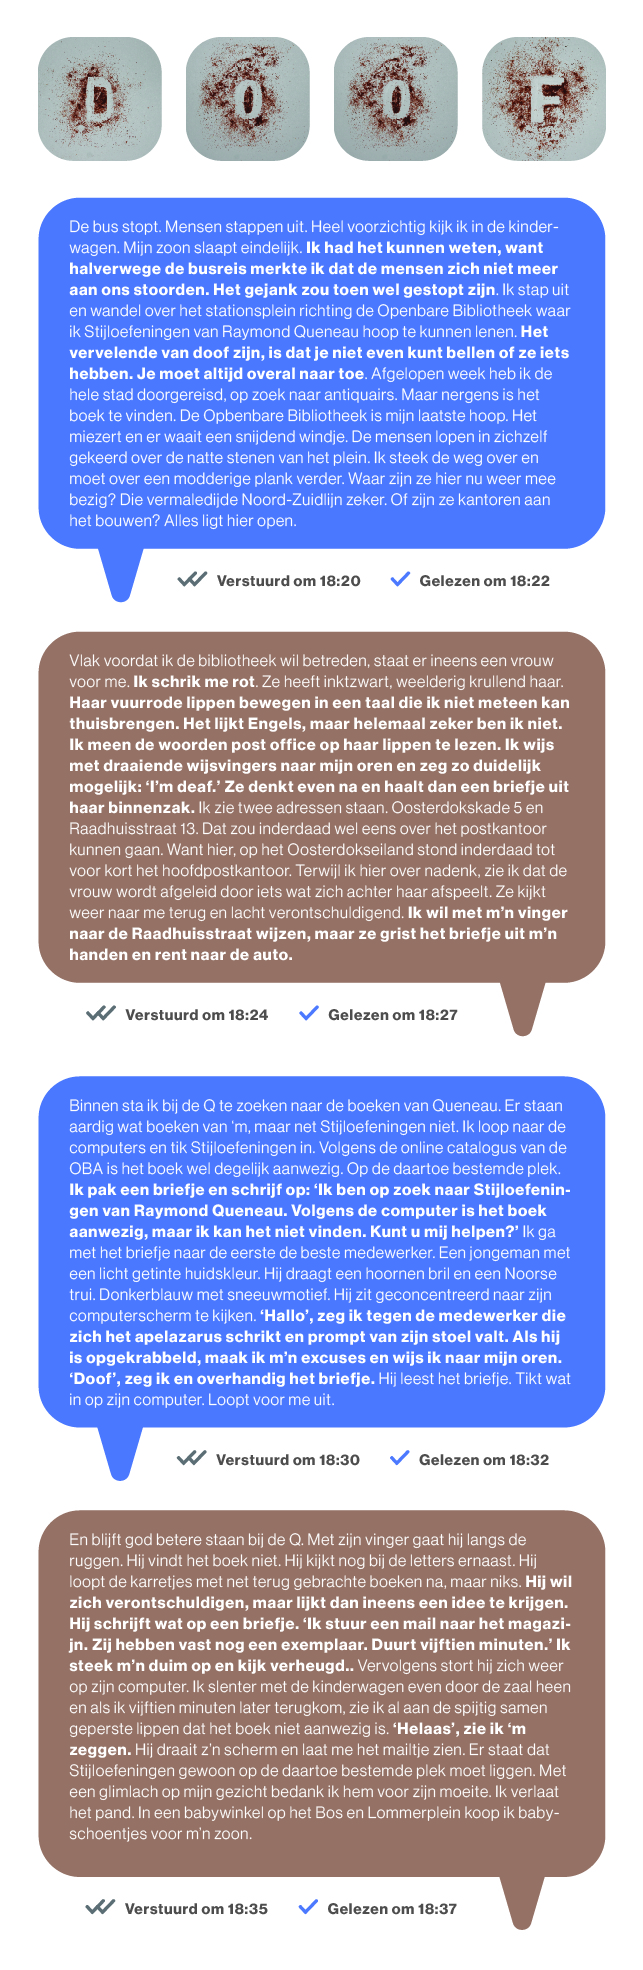 D O O F
De bus stopt. Mensen stappen uit. Heel voorzichtig kijk ik in de kinder-
wagen. Mijn zoon slaapt eindelijk. Ik had het kunnen weten, want
halverwege de busreis merkte ik dat de mensen zich niet meer
aan ons stoorden. Het gejank zou toen wel gestopt zijn. Ik stap uit
en wandel over het stationsplein richting de Openbare Bibliotheek waar
ik Stijloefeningen van Raymond Queneau hoop te kunnen lenen. Het
vervelende van doof zijn, is dat je niet even kunt bellen of ze iets
hebben. Je moet altijd overal naar toe. Afgelopen week heb ik de
hele stad doorgereisd, op zoek naar antiquairs. Maar nergens is het
boek te vinden. De Opbenbare Bibliotheek is mijn laatste hoop. Het
miezert en er waait een snijdend windje. De mensen lopen in zichzelf
gekeerd over de natte stenen van het plein. Ik steek de weg over en
moet over een modderige plank verder. Waar zijn ze hier nu weer mee
bezig? Die vermaledijde Noord-Zuidlijn zeker. Of zijn ze kantoren aan
het bouwen? Alles ligt hier open.
Verstuurd om 18:20 Gelezen om 18:22
Vlak voordat ik de bibliotheek wil betreden, staat er ineens een vrouw
voor me. Ik schrik me rot. Ze heeft inktzwart, weelderig krullend haar.
Haar vuurrode lippen bewegen in een taal die ik niet meteen kan
thuisbrengen. Het lijkt Engels, maar helemaal zeker ben ik niet.
Ik meen de woorden post office op haar lippen te lezen. Ik wijs
met draaiende wijsvingers naar mijn oren en zeg zo duidelijk
mogelijk: ‘I’m deaf.’ Ze denkt even na en haalt dan een briefje uit
haar binnenzak. Ik zie twee adressen staan. Oosterdokskade 5 en
Raadhuisstraat 13. Dat zou inderdaad wel eens over het postkantoor
kunnen gaan. Want hier, op het Oosterdokseiland stond inderdaad tot
voor kort het hoofdpostkantoor. Terwijl ik hier over nadenk, zie ik dat de
vrouw wordt afgeleid door iets wat zich achter haar afspeelt. Ze kijkt
weer naar me terug en lacht verontschuldigend. Ik wil met m’n vinger
naar de Raadhuisstraat wijzen, maar ze grist het briefje uit m’n
handen en rent naar de auto.
Verstuurd om 18:24 Gelezen om 18:27
Binnen sta ik bij de Q te zoeken naar de boeken van Queneau. Er staan
aardig wat boeken van ‘m, maar net Stijloefeningen niet. Ik loop naar de
computers en tik Stijloefeningen in. Volgens de online catalogus van de
OBA is het boek wel degelijk aanwezig. Op de daartoe bestemde plek.
Ik pak een briefje en schrijf op: ‘Ik ben op zoek naar Stijloefenin-
gen van Raymond Queneau. Volgens de computer is het boek
aanwezig, maar ik kan het niet vinden. Kunt u mij helpen?’ Ik ga
met het briefje naar de eerste de beste medewerker. Een jongeman met
een licht getinte huidskleur. Hij draagt een hoornen bril en een Noorse
trui. Donkerblauw met sneeuwmotief. Hij zit geconcentreerd naar zijn
computerscherm te kijken. ‘Hallo’, zeg ik tegen de medewerker die
zich het apelazarus schrikt en prompt van zijn stoel valt. Als hij
is opgekrabbeld, maak ik m’n excuses en wijs ik naar mijn oren.
‘Doof’, zeg ik en overhandig het briefje. Hij leest het briefje. Tikt wat
in op zijn computer. Loopt voor me uit.
Verstuurd om 18:30 Gelezen om 18:32
En blijft god betere staan bij de Q. Met zijn vinger gaat hij langs de
ruggen. Hij vindt het boek niet. Hij kijkt nog bij de letters ernaast. Hij
loopt de karretjes met net terug gebrachte boeken na, maar niks. Hij wil
zich verontschuldigen, maar lijkt dan ineens een idee te krijgen.
Hij schrijft wat op een briefje. ‘Ik stuur een mail naar het magazi-
jn. Zij hebben vast nog een exemplaar. Duurt vijftien minuten.’ Ik
steek m’n duim op en kijk verheugd.. Vervolgens stort hij zich weer
op zijn computer. Ik slenter met de kinderwagen even door de zaal heen
en als ik vijftien minuten later terugkom, zie ik al aan de spijtig samen
geperste lippen dat het boek niet aanwezig is. ‘Helaas’, zie ik ‘m
zeggen. Hij draait z’n scherm en laat me het mailtje zien. Er staat dat
Stijloefeningen gewoon op de daartoe bestemde plek moet liggen. Met
een glimlach op mijn gezicht bedank ik hem voor zijn moeite. Ik verlaat
het pand. In een babywinkel op het Bos en Lommerplein koop ik baby-
schoentjes voor m’n zoon.
Verstuurd om 18:35 Gelezen om 18:37